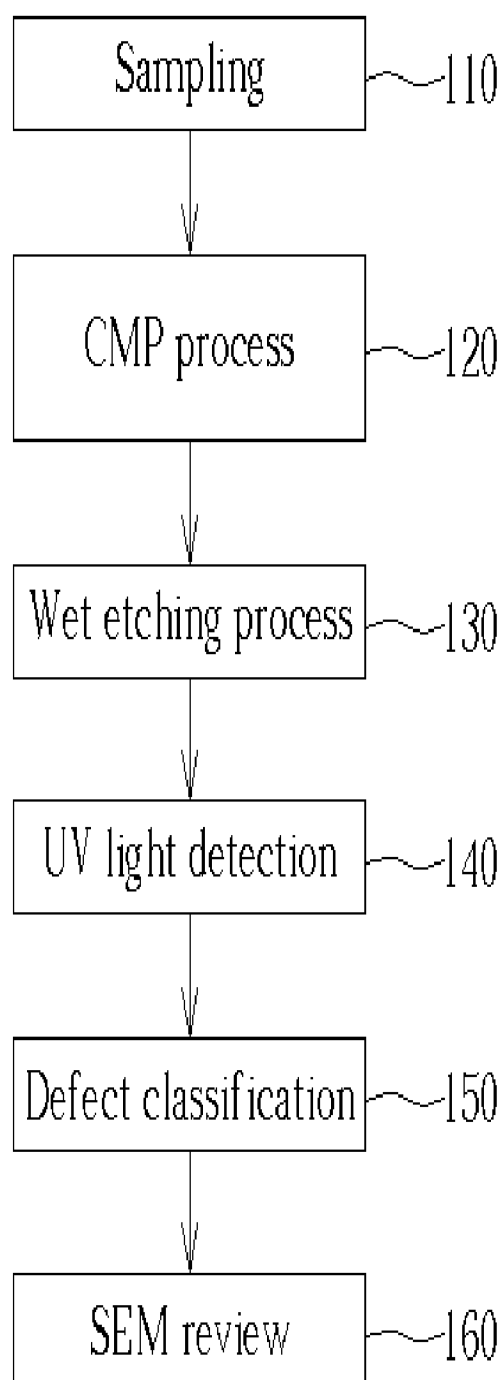 Sampling 110
CMP process 120
Wet etching process 130
UV light detection 140
Defect classification 150
SEM review 160